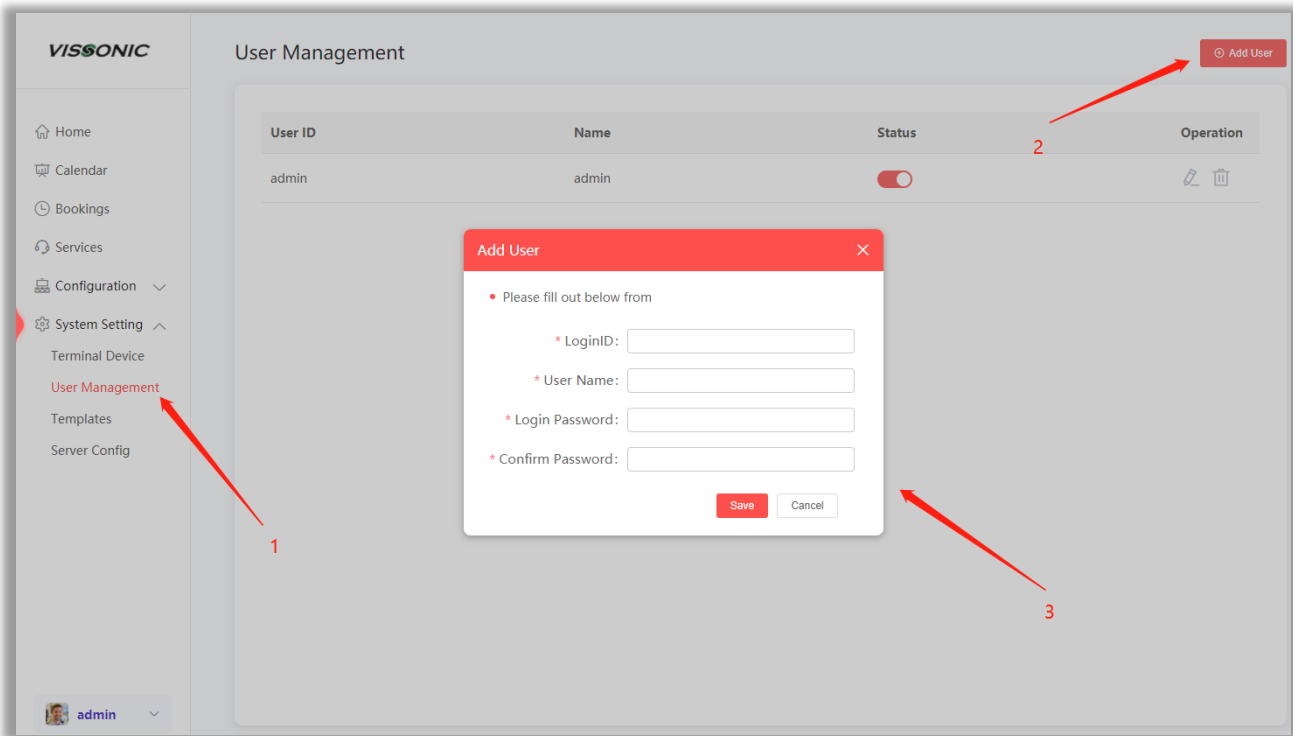 VISSONIC
User Management
Add User
Home
Calendar
Bookings
Services
Configuration
System Setting
Terminal Device
User Management
Templates
Server Config
admin
User ID Name Status Operation
admin admin
Add User
Please fill out below from
* LoginID:
* User Name:
* Login Password:
* Confirm Password:
Save Cancel
1
2
3